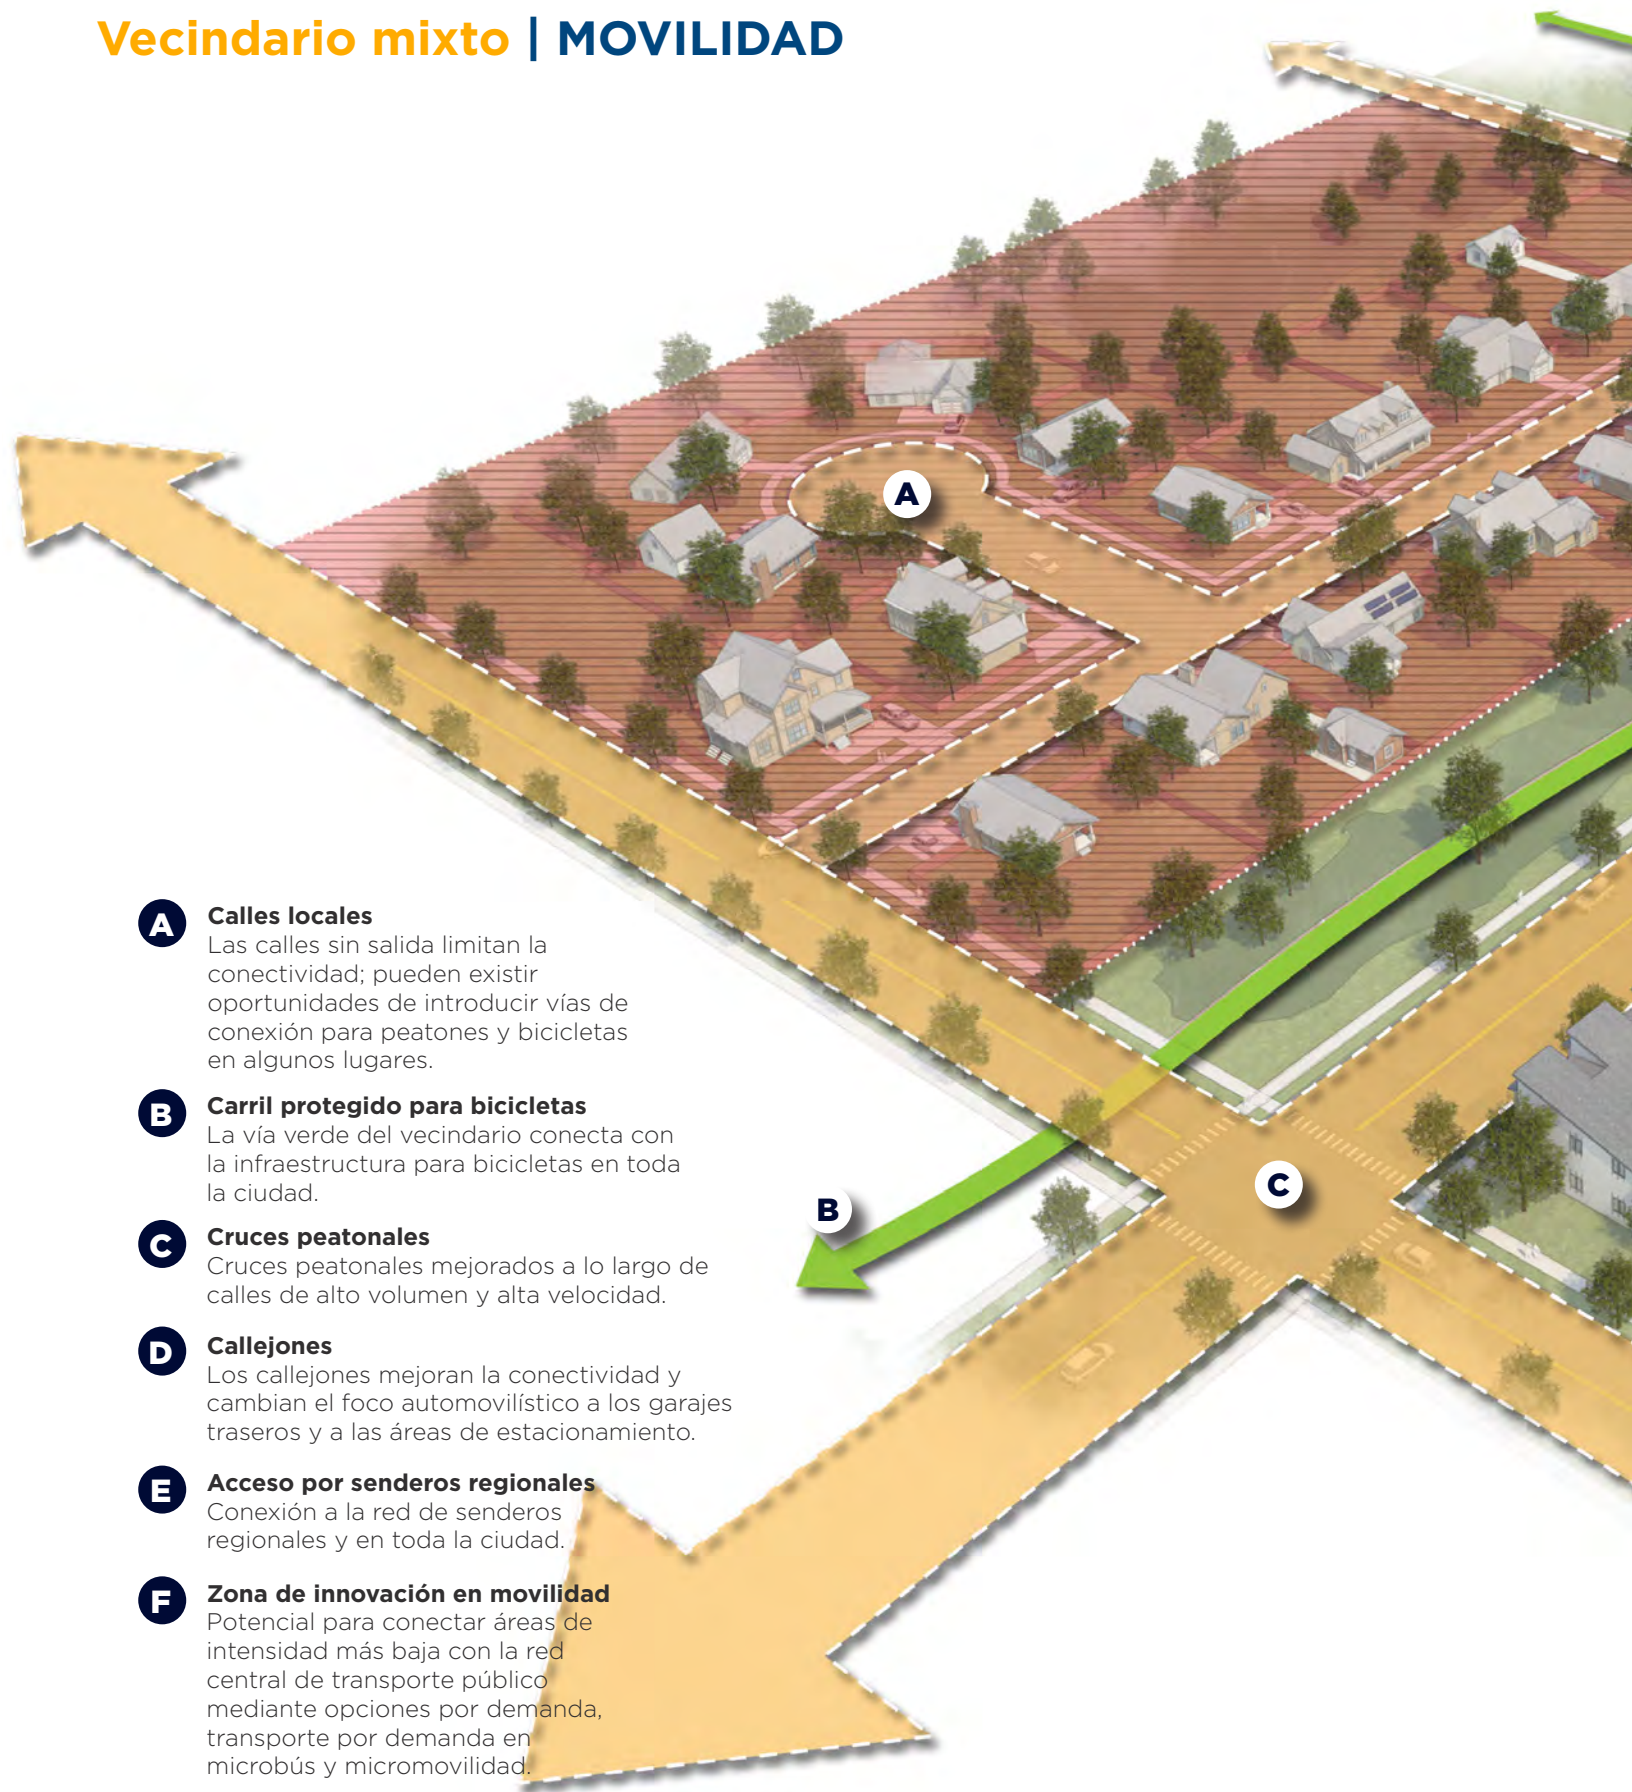 Vecindario mixto | MOVILIDAD
A
A Calles locales
Las calles sin salida limitan la
conectividad; pueden existir
oportunidades de introducir vías de
conexión para peatones y bicicletas
en algunos lugares.
B Carril protegido para bicicletas
La vía verde del vecindario conecta con
la infraestructura para bicicletas en toda
la ciudad.
C
B
C Cruces peatonales
Cruces peatonales mejorados a lo largo de
calles de alto volumen y alta velocidad.
D Callejones
Los callejones mejoran la conectividad y
cambian el foco automovilístico a los garajes
traseros y a las áreas de estacionamiento.
E Acceso por senderos regionales
Conexión a la red de senderos
regionales y en toda la ciudad.
F Zona de innovación en movilidad
Potencial para conectar áreas de
intensidad más baja con la red
central de transporte público
mediante opciones por demanda,
transporte por demanda en
microbús y micromovilidad.